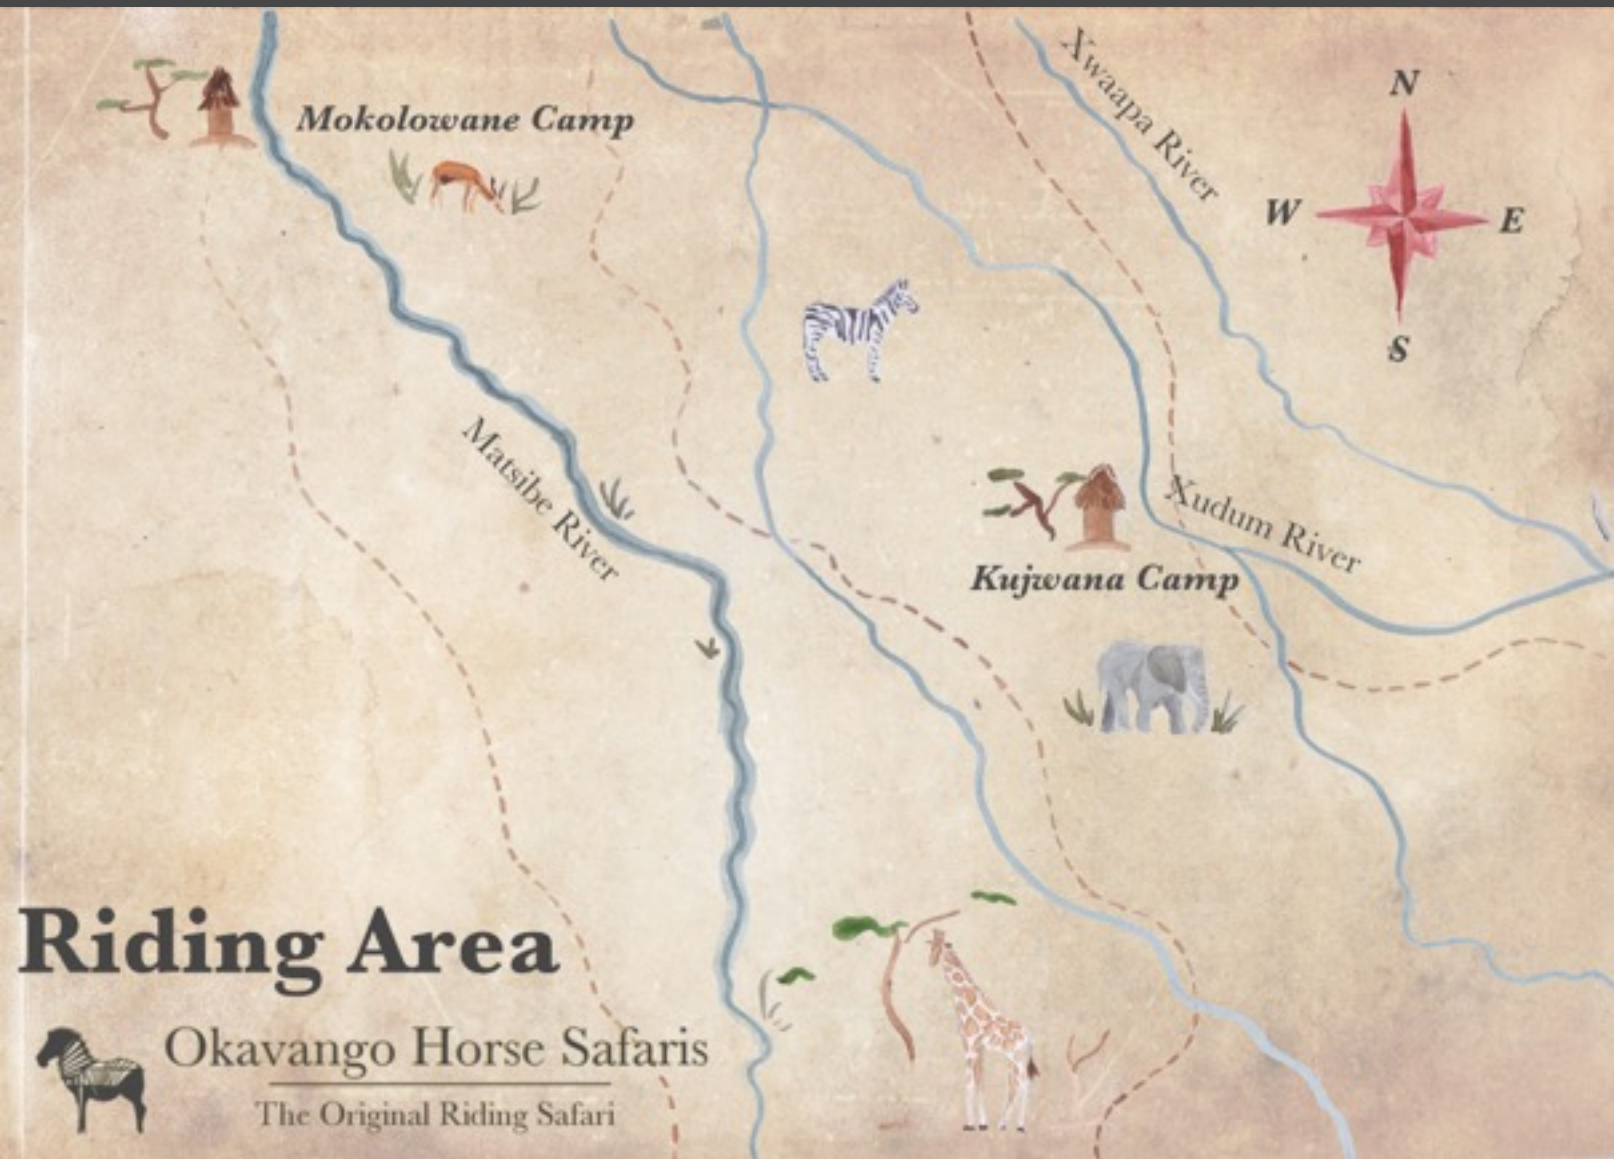 Mokolowane Camp
Xwaapa River
N
W
E
S
Matsibe River
Xudum River
Kujwana Camp
Riding Area
Okavango Horse Safaris
The Original Riding Safari